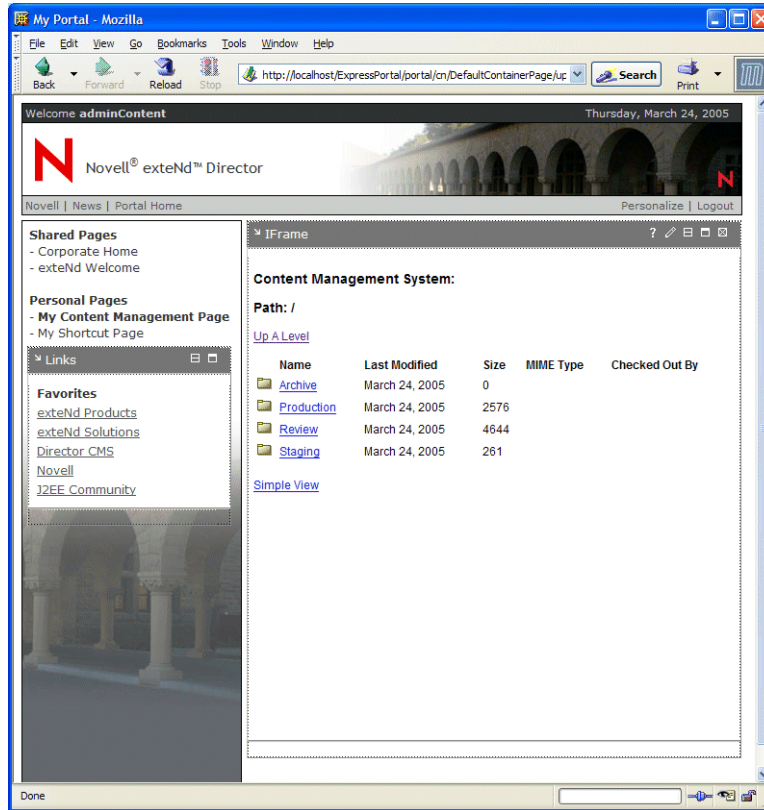 My Portal - Mozilla
File Edit View Go Bookmarks Tools Window Help
Back Forward Reload Stop http://localhost/ExpressPortal/portal/cn/DefaultContainerPage/up Search Print
Welcome adminContent Thursday, March 24, 2005
N Novell® exteNd™ Director N
Novell | News | Portal Home Personalize | Logout
Shared Pages
- Corporate Home
- exteNd Welcome
Personal Pages
- My Content Management Page
- My Shortcut Page
Links
Favorites
exteNd Products
exteNd Solutions
Director CMS
Novell
J2EE Community
IFrame ?
Content Management System:
Path: /
Up A Level
Name Last Modified Size MIME Type Checked Out By
Archive March 24, 2005 0
Production March 24, 2005 2576
Review March 24, 2005 4644
Staging March 24, 2005 261
Simple View
Done